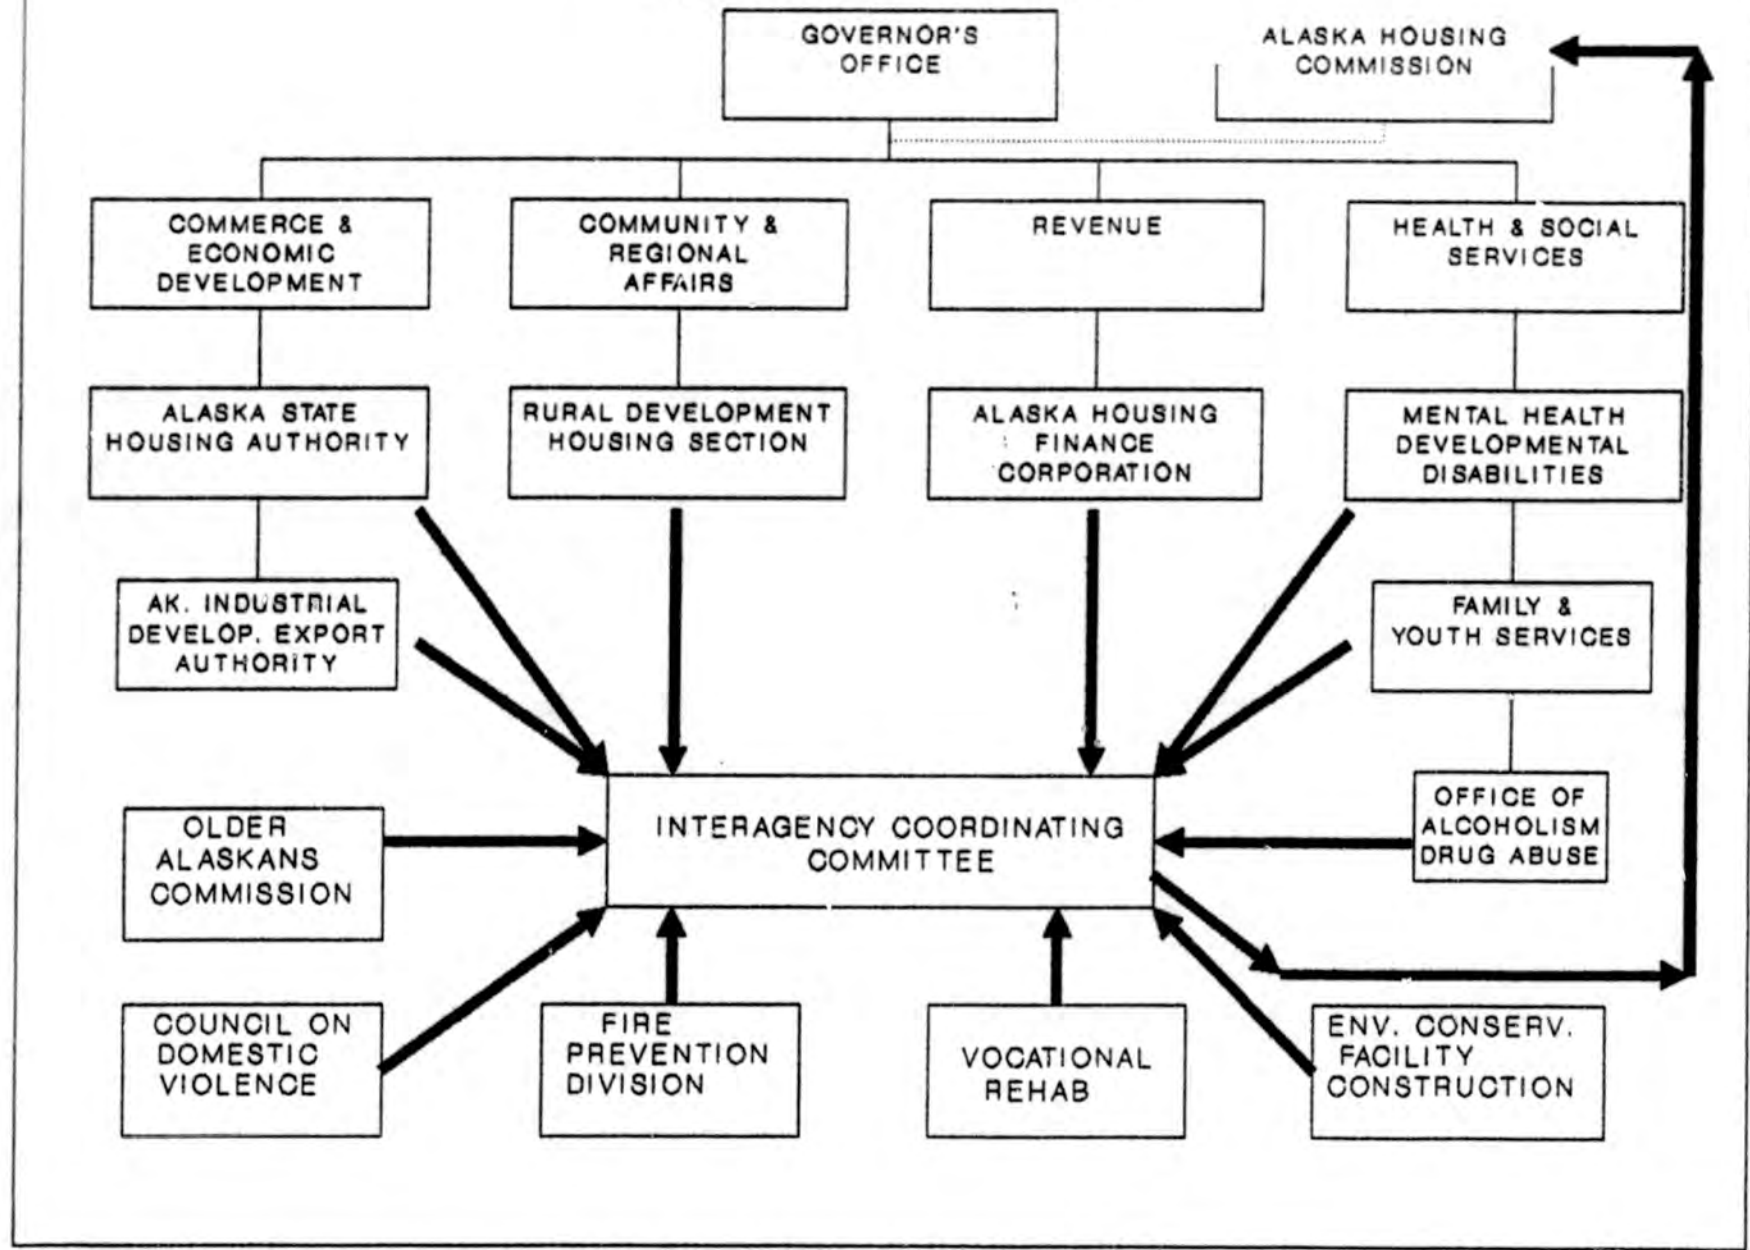 GOVERNOR'S
OFFICE
ALASKA HOUSING
COMMISSION
COMMERCE &
ECONOMIC
DEVELOPMENT
COMMUNITY &
REGIONAL
AFFAIRS
REVENUE
HEALTH & SOCIAL
SERVICES
ALASKA STATE
HOUSING AUTHORITY
RURAL DEVELOPMENT
HOUSING SECTION
ALASKA HOUSING
FINANCE
CORPORATION
MENTAL HEALTH
DEVELOPMENTAL
DISABILITIES
AK. INDUSTRIAL
DEVELOP. EXPORT
AUTHORITY
FAMILY &
YOUTH SERVICES
OLDER
ALASKANS
COMMISSION
INTERAGENCY COORDINATING
COMMITTEE
OFFICE OF
ALCOHOLISM
DRUG ABUSE
COUNCIL ON
DOMESTIC
VIOLENCE
FIRE
PREVENTION
DIVISION
VOCATIONAL
REHAB
ENV. CONSERV.
FACILITY
CONSTRUCTION